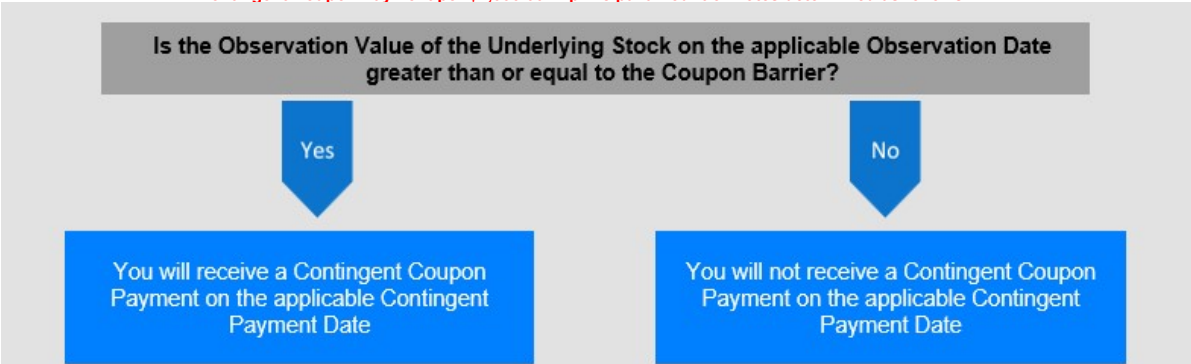 Is the Observation Value of the Underlying Stock on the applicable Observation Date
greater than or equal to the Coupon Barrier?
Yes
No
You will receive a Contingent Coupon
Payment on the applicable Contingent
Payment Date
You will not receive a Contingent Coupon
Payment on the applicable Contingent
Payment Date